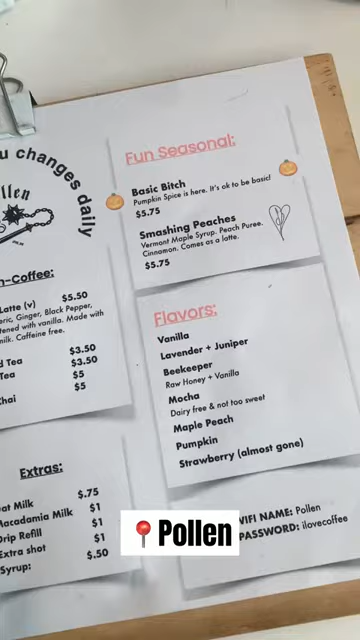 u changes daily
llen
n-Coffee:
Latte (v) $5.50
eric, Ginger, Black Pepper,
tened with vanilla. Made with
milk. Caffeine free.
d Tea $3.50
Tea $3.50
$5
Chai $5
Extras:
at Milk $.75
Macadamia Milk $1
Drip Refill $1
Extra shot $1
Syrup: $.50
Fun Seasonal:
Basic Bitch
Pumpkin Spice is here. It's ok to be basic!
$5.75
Smashing Peaches
Vermont Maple Syrup. Peach Puree.
Cinnamon. Comes as a latte.
$5.75
Flavors:
Vanilla
Lavender + Juniper
Beekeeper
Raw Honey + Vanilla
Mocha
Dairy free & not too sweet
Maple Peach
Pumpkin
Strawberry (almost gone)
WIFI NAME: Pollen
PASSWORD: ilovecoffee
Pollen